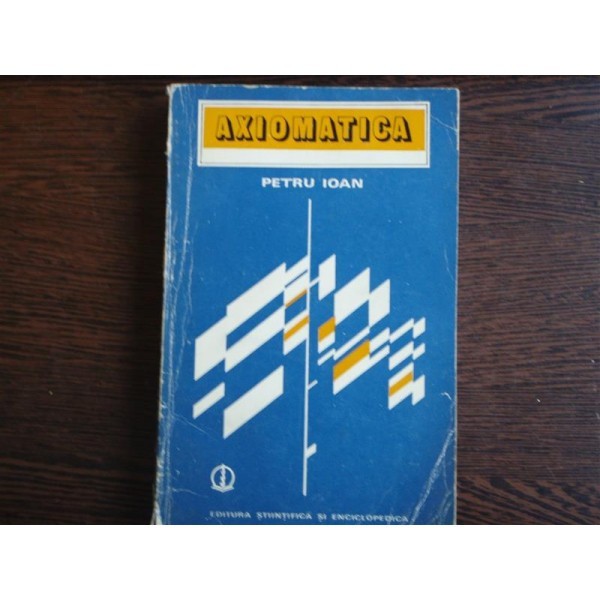 AXIOMATICA
PETRU IOAN
EDITURA ȘTIINȚIFICĂ ȘI ENCICLOPEDICĂ